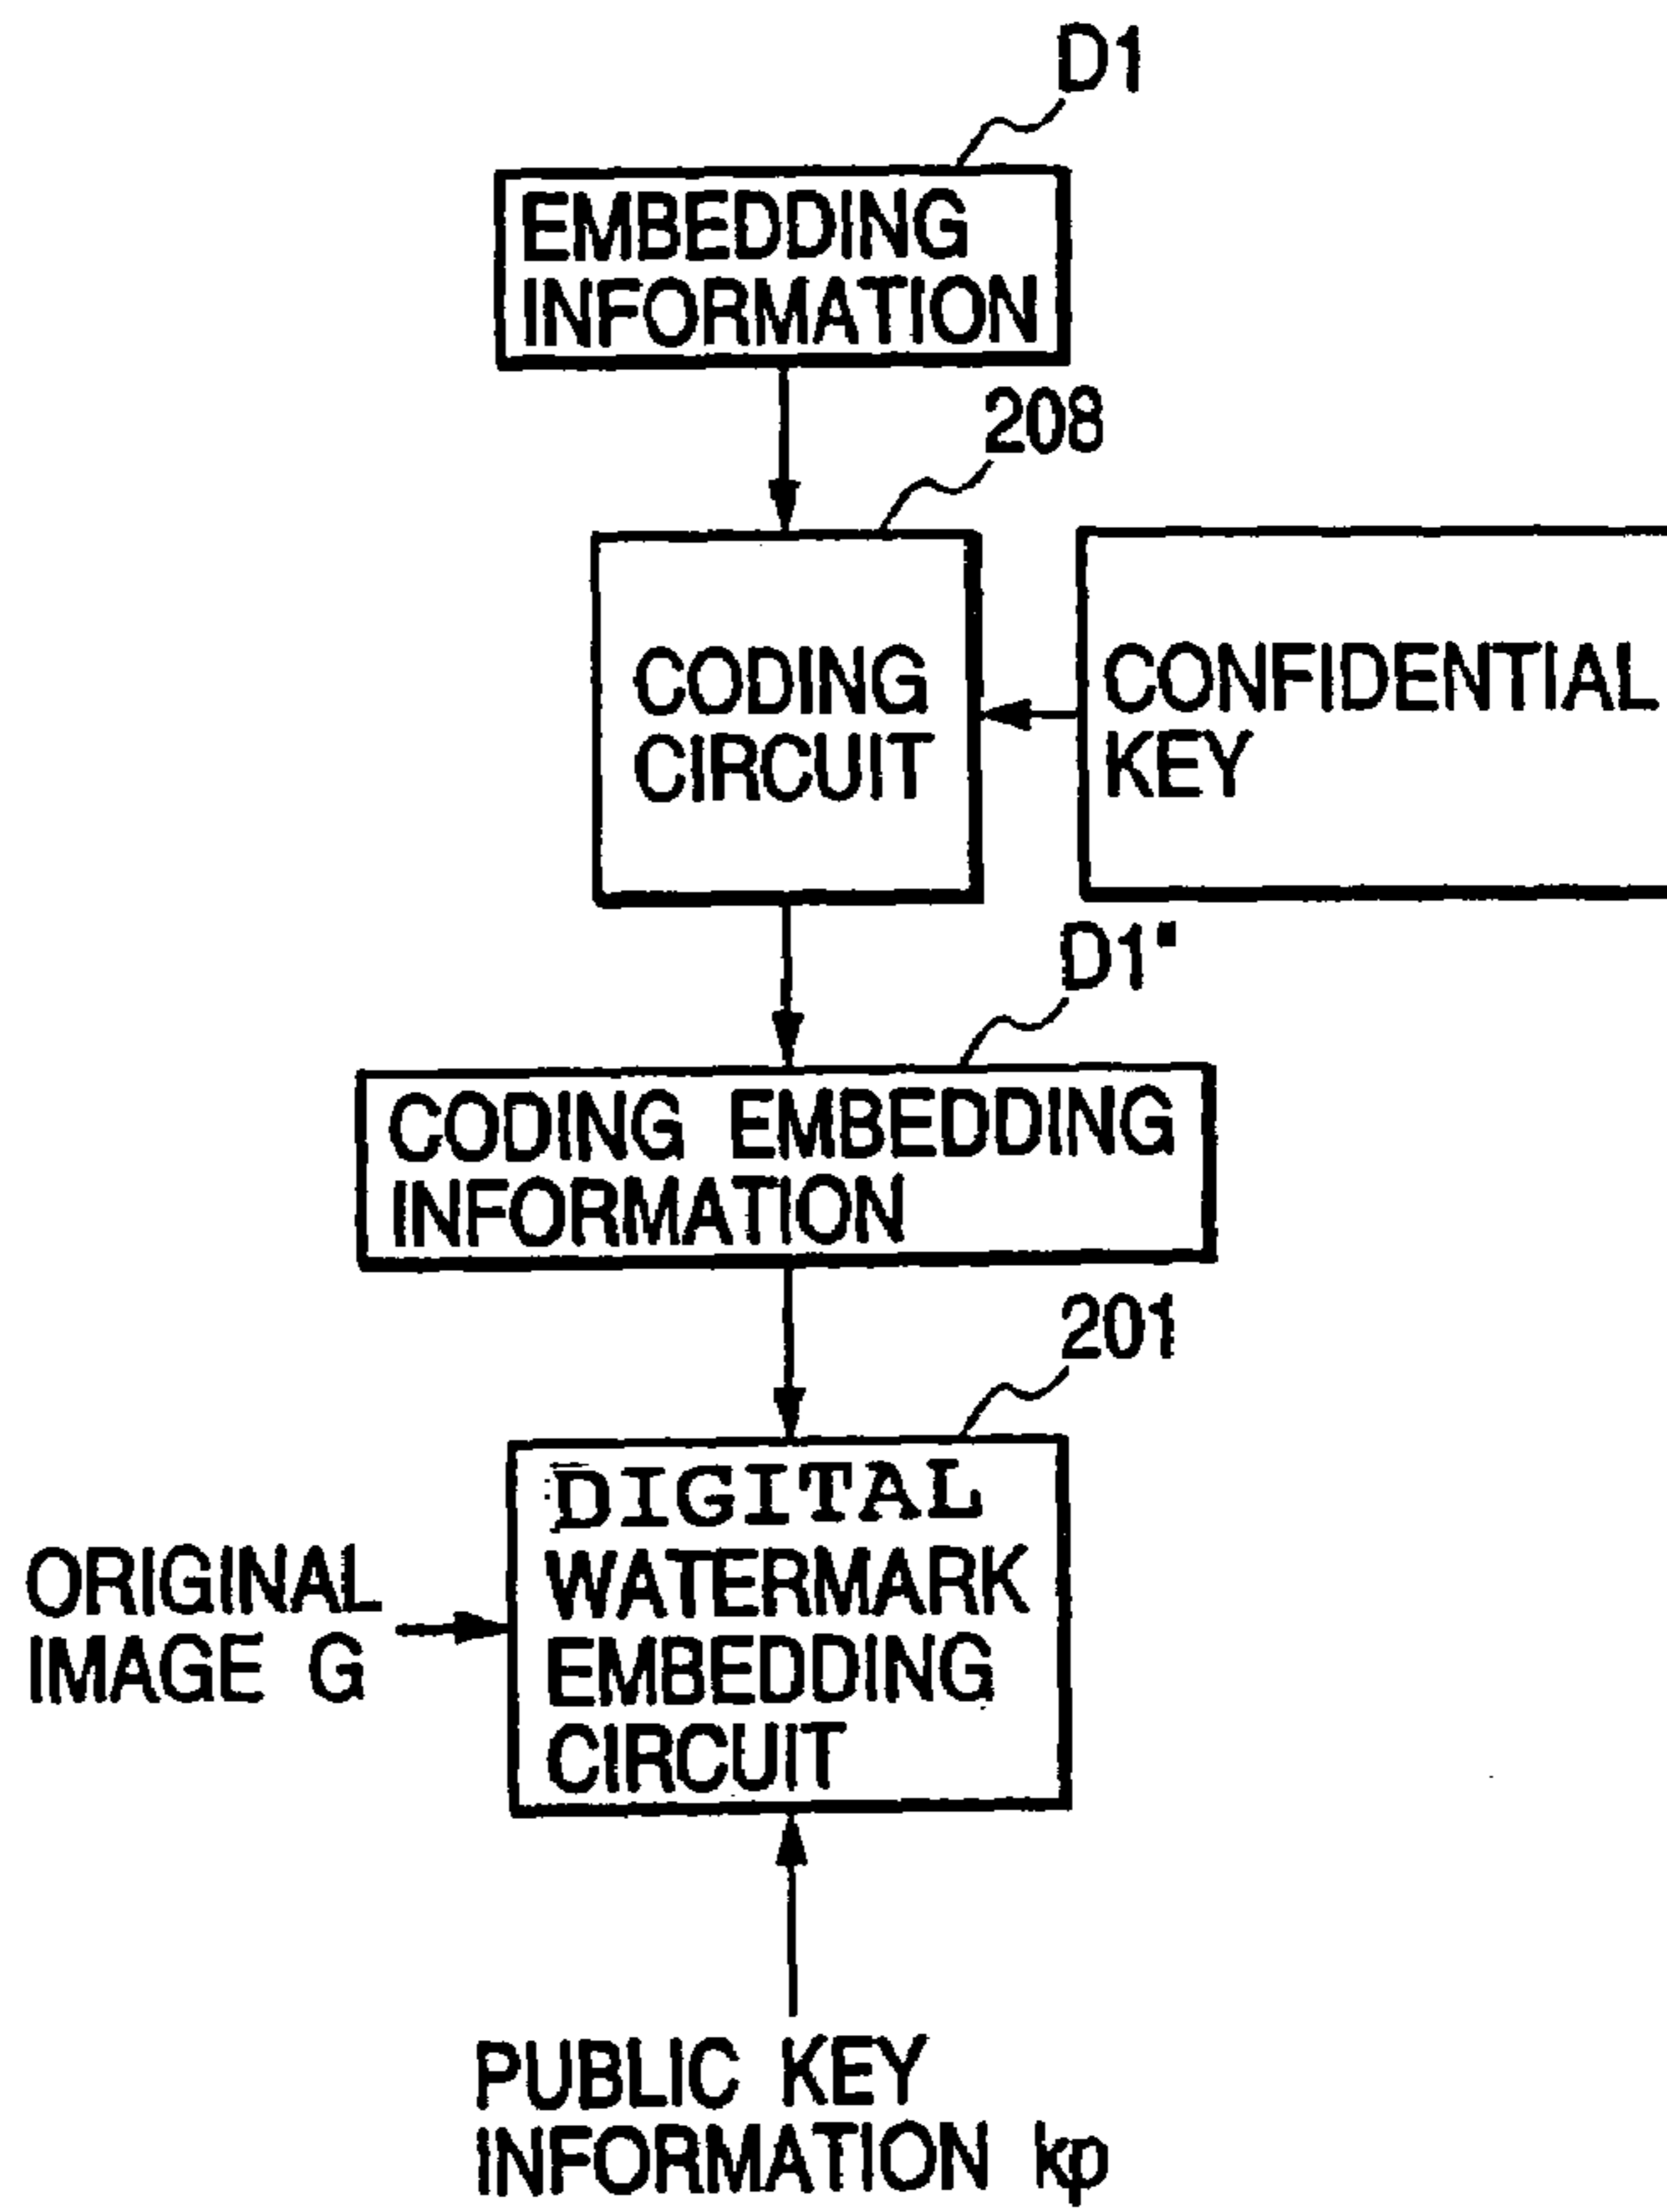 D1
EMBEDDING
INFORMATION
208
CODING
CIRCUIT
CONFIDENTIAL
KEY
D1"
CODING EMBEDDING
INFORMATION
201
DIGITAL
WATERMARK
EMBEDDING
CIRCUIT
ORIGINAL
IMAGE G
PUBLIC KEY
INFORMATION kp